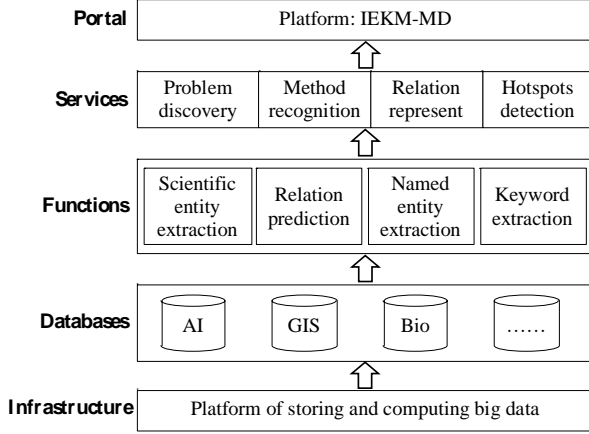 Portal
Platform: IEKM-MD
Services
Problem
discovery
Method
recognition
Relation
represent
Hotspots
detection
Functions
Scientific
entity
extraction
Relation
prediction
Named
entity
extraction
Keyword
extraction
Databases
AI
GIS
Bio
……
Infrastructure
Platform of storing and computing big data